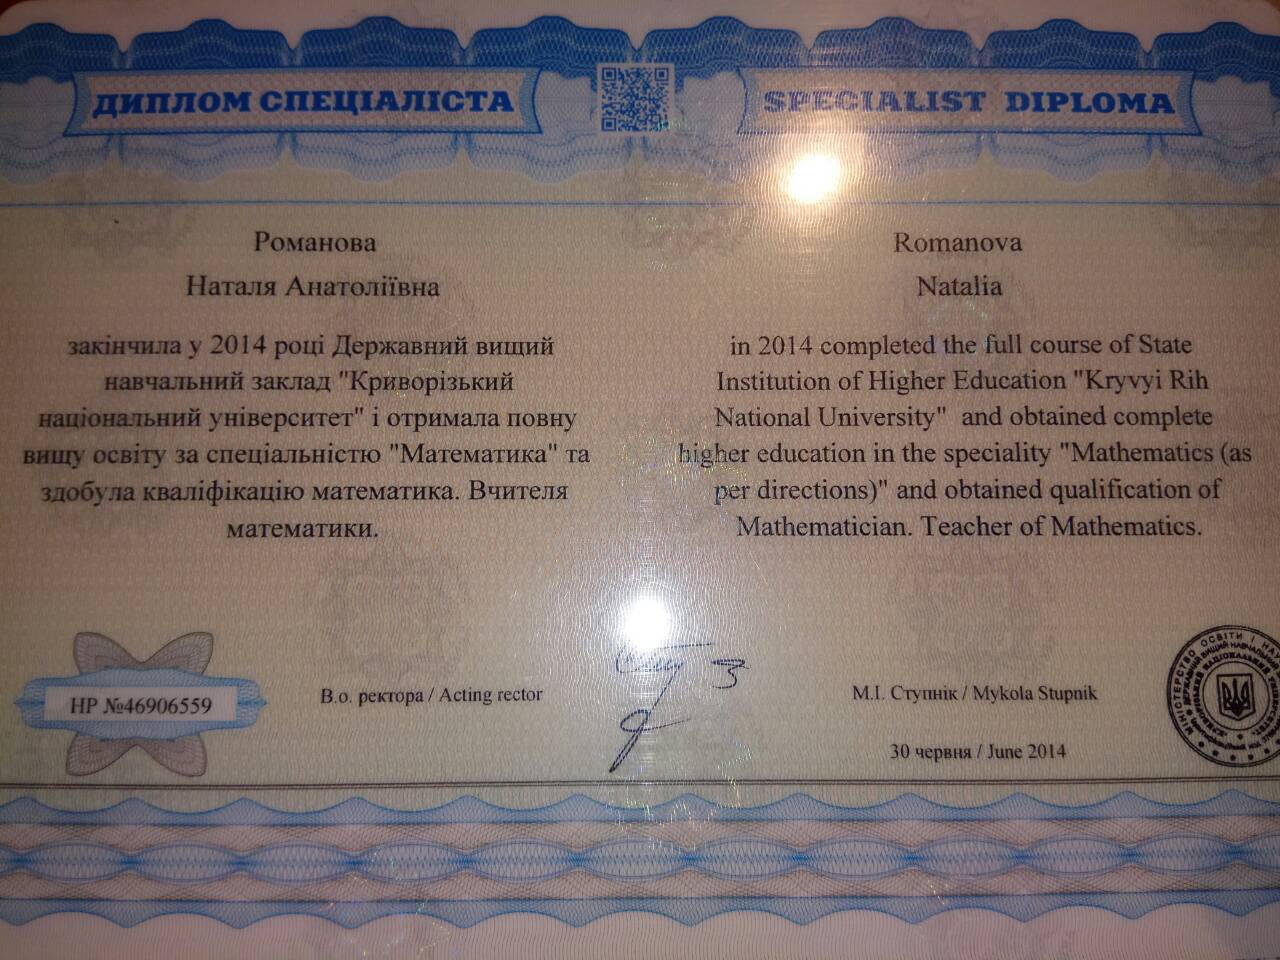 ДИПЛОМ СПЕЦІАЛІСТА
Романова
Наталя Анатоліївна
закінчила у 2014 році Державний вищий
навчальний заклад "Криворізький
національний університет" і отримала повну
вищу освіту за спеціальністю "Математика" та
здобула кваліфікацію математика. Вчителя
математики.
SPECIALIST DIPLOMA
Romanova
Natalia
in 2014 completed the full course of State
Institution of Higher Education "Kryvyi Rih
National University" and obtained complete
higher education in the speciality "Mathematics (as
per directions)" and obtained qualification of
Mathematician. Teacher of Mathematics.
НР №46906559
В.о. ректора / Acting rector
М.І. Ступнік / Mykola Stupnik
30 червня / June 2014
МІНІСТЕРСТВО ОСВІТИ І НАУ